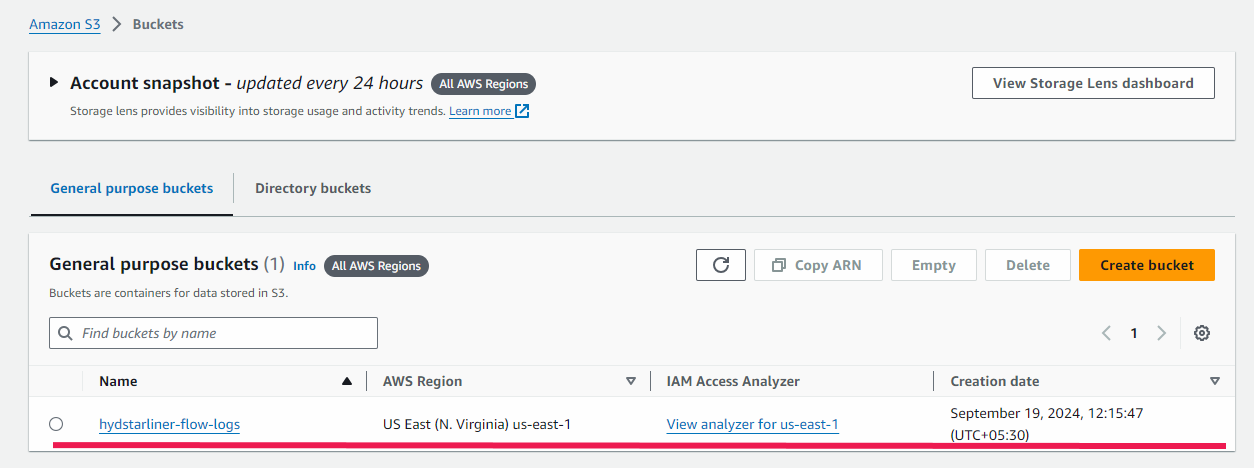 Amazon S3 > Buckets
Account snapshot - updated every 24 hours All AWS Regions
View Storage Lens dashboard
Storage lens provides visibility into storage usage and activity trends. Learn more
General purpose buckets
Directory buckets
General purpose buckets (1) Info All AWS Regions
Copy ARN
Empty
Delete
Create bucket
Buckets are containers for data stored in S3.
Find buckets by name
1
Name
AWS Region
IAM Access Analyzer
Creation date
hydstarliner-flow-logs
US East (N. Virginia) us-east-1
View analyzer for us-east-1
September 19, 2024, 12:15:47
(UTC+05:30)